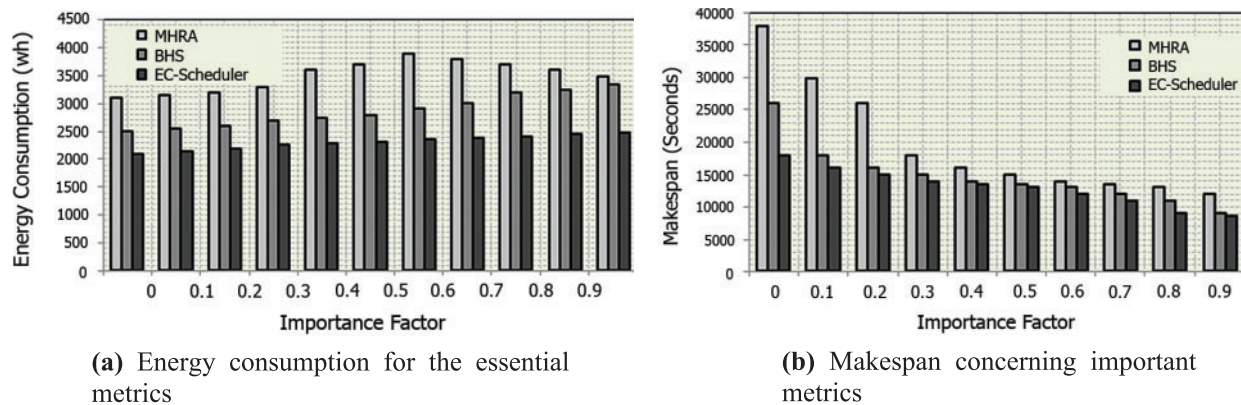 Energy Consumption (wh)
4500
4000
3500
3000
2500
2000
1500
1000
500
0
MHRA
BHS
EC-Scheduler
0 0.1 0.2 0.3 0.4 0.5 0.6 0.7 0.8 0.9
Importance Factor
(a) Energy consumption for the essential
metrics
Makespan (Seconds)
40000
35000
30000
25000
20000
15000
10000
5000
0
MHRA
BHS
EC-Scheduler
0 0.1 0.2 0.3 0.4 0.5 0.6 0.7 0.8 0.9
Importance Factor
(b) Makespan concerning important
metrics